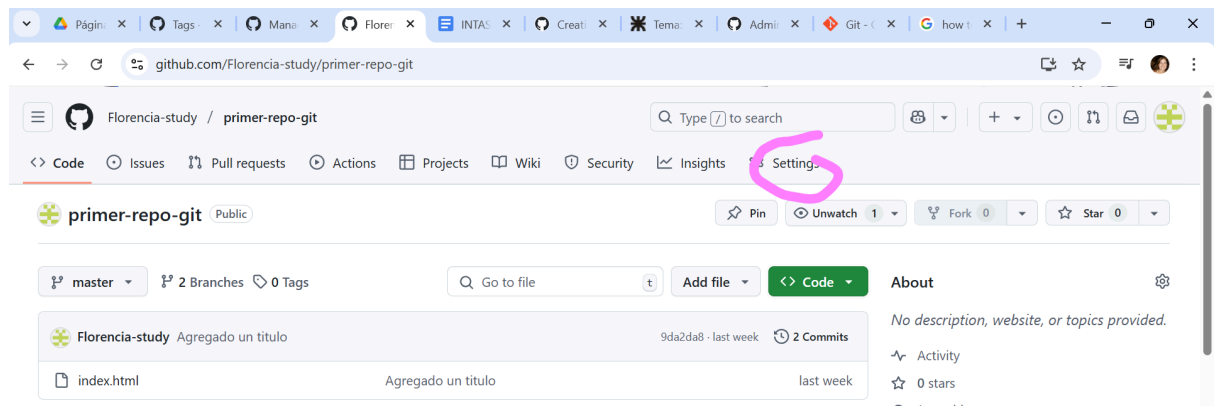 Págin Tags · Mana Floren INTAS Creati Tema: Admin Git - C how t
github.com/Florencia-study/primer-repo-git
Florencia-study / primer-repo-git Type / to search
Code Issues Pull requests Actions Projects Wiki Security Insights Settings
primer-repo-git Public Pin Unwatch 1 Fork 0 Star 0
master 2 Branches 0 Tags Go to file t Add file Code About
No description, website, or topics provided.
Florencia-study Agregado un titulo 9da2da8 · last week 2 Commits
Activity
index.html Agregado un titulo last week
0 stars